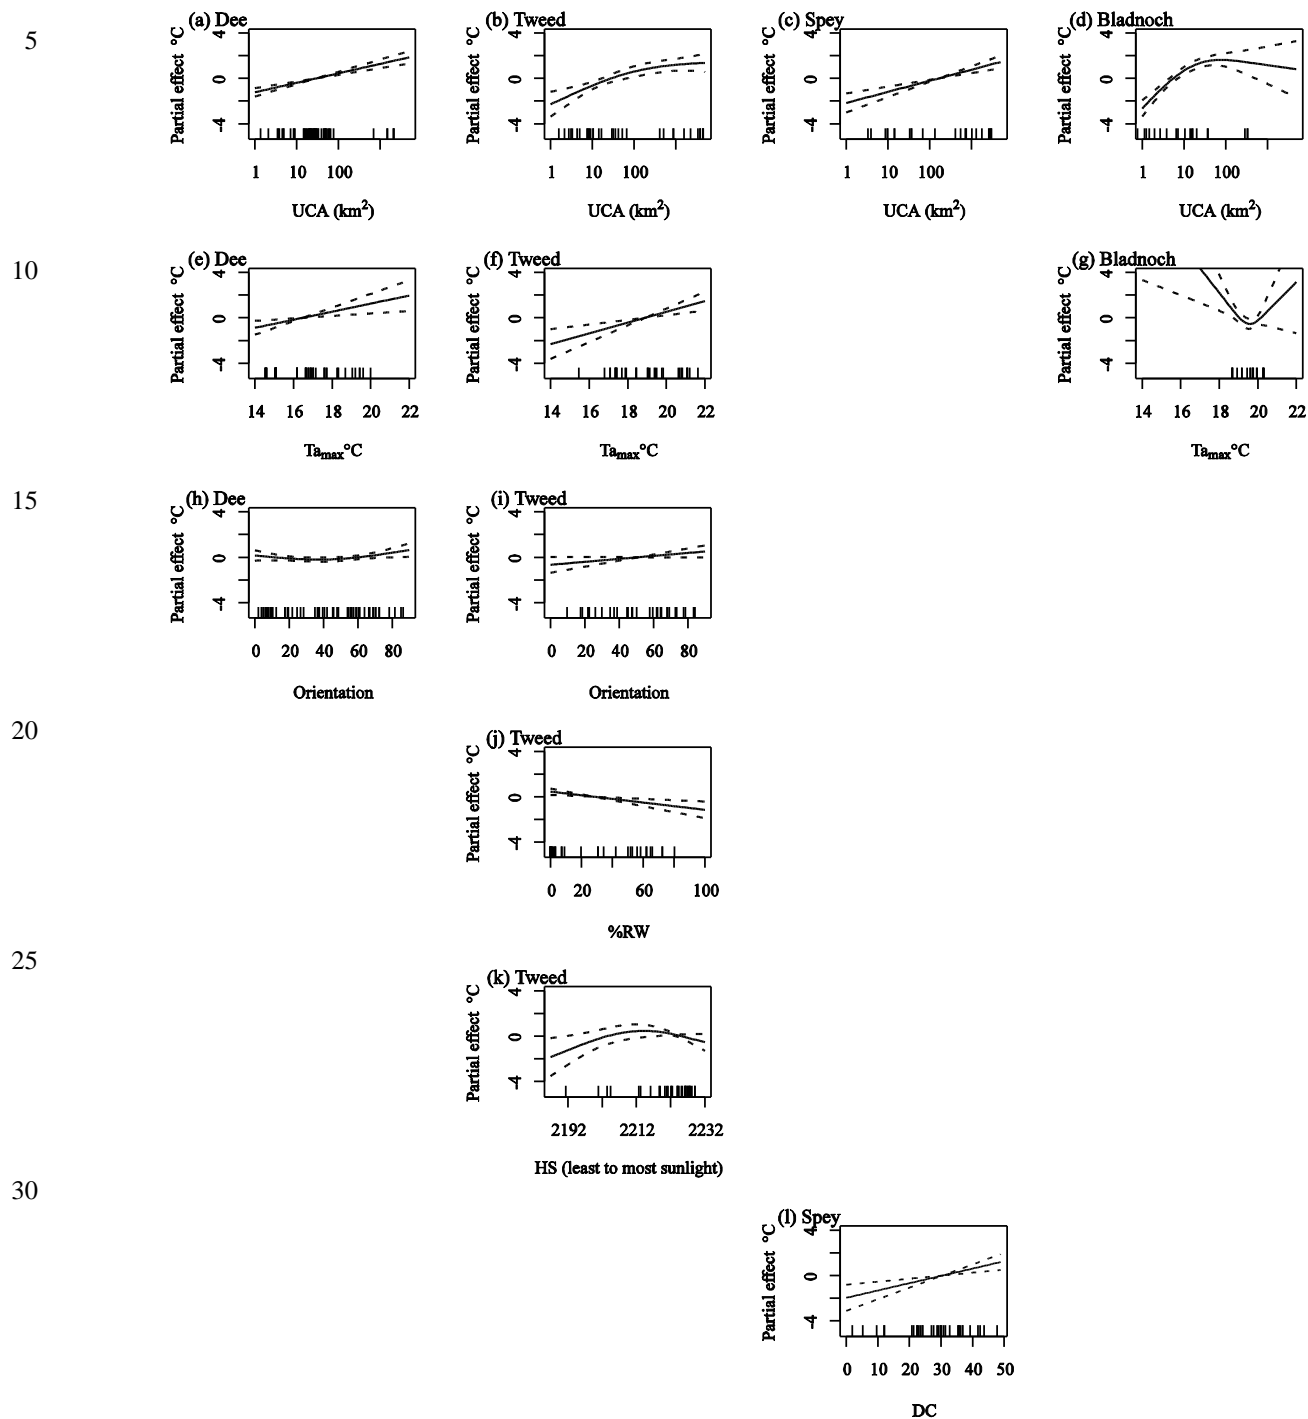 5
(a) Dee
(b) Tweed
(c) Spey
(d) Bladnoch
Partial effect °C
4
0
-4
1 10 100
UCA (km²)
Partial effect °C
4
0
-4
1 10 100
UCA (km²)
Partial effect °C
4
0
-4
1 10 100
UCA (km²)
Partial effect °C
4
0
-4
1 10 100
UCA (km²)
10
(e) Dee
(f) Tweed
(g) Bladnoch
Partial effect °C
4
0
-4
14 16 18 20 22
Tamax°C
Partial effect °C
4
0
-4
14 16 18 20 22
Tamax°C
Partial effect °C
4
0
-4
14 16 18 20 22
Tamax°C
15
(h) Dee
(i) Tweed
Partial effect °C
4
0
-4
0 20 40 60 80
Orientation
Partial effect °C
4
0
-4
0 20 40 60 80
Orientation
20
(j) Tweed
Partial effect °C
4
0
-4
0 20 60 100
%RW
25
(k) Tweed
Partial effect °C
4
0
-4
2192 2212 2232
HS (least to most sunlight)
30
(l) Spey
Partial effect °C
4
0
-4
0 10 20 30 40 50
DC